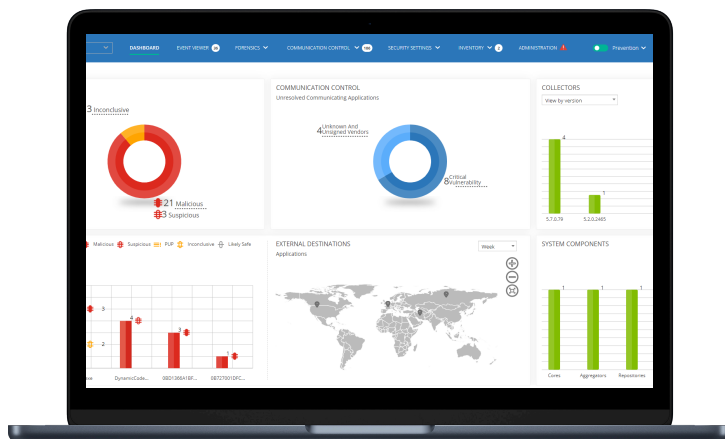 DASHBOARD
EVENT VIEWER
FORENSICS
COMMUNICATION CONTROL
SECURITY SETTINGS
INVENTORY 2
ADMINISTRATION
Prevention
COMMUNICATION CONTROL
Unresolved Communicating Applications
COLLECTORS
View by version
3 Inconclusive
4 Unknown And
Unsigned Vendors
8 Critical
Vulnerability
21 Malicious
3 Suspicious
4
1
5.7.0.76
5.2.0.2465
Malicious
Suspicious
PUP
Inconclusive
Likely Safe
EXTERNAL DESTINATIONS
Applications
Week
SYSTEM COMPONENTS
3
2
4
3
1
DynamicCode...
0BD1368A1BF...
0B727001DFC...
1
1
1
Cores
Aggregators
Repositories